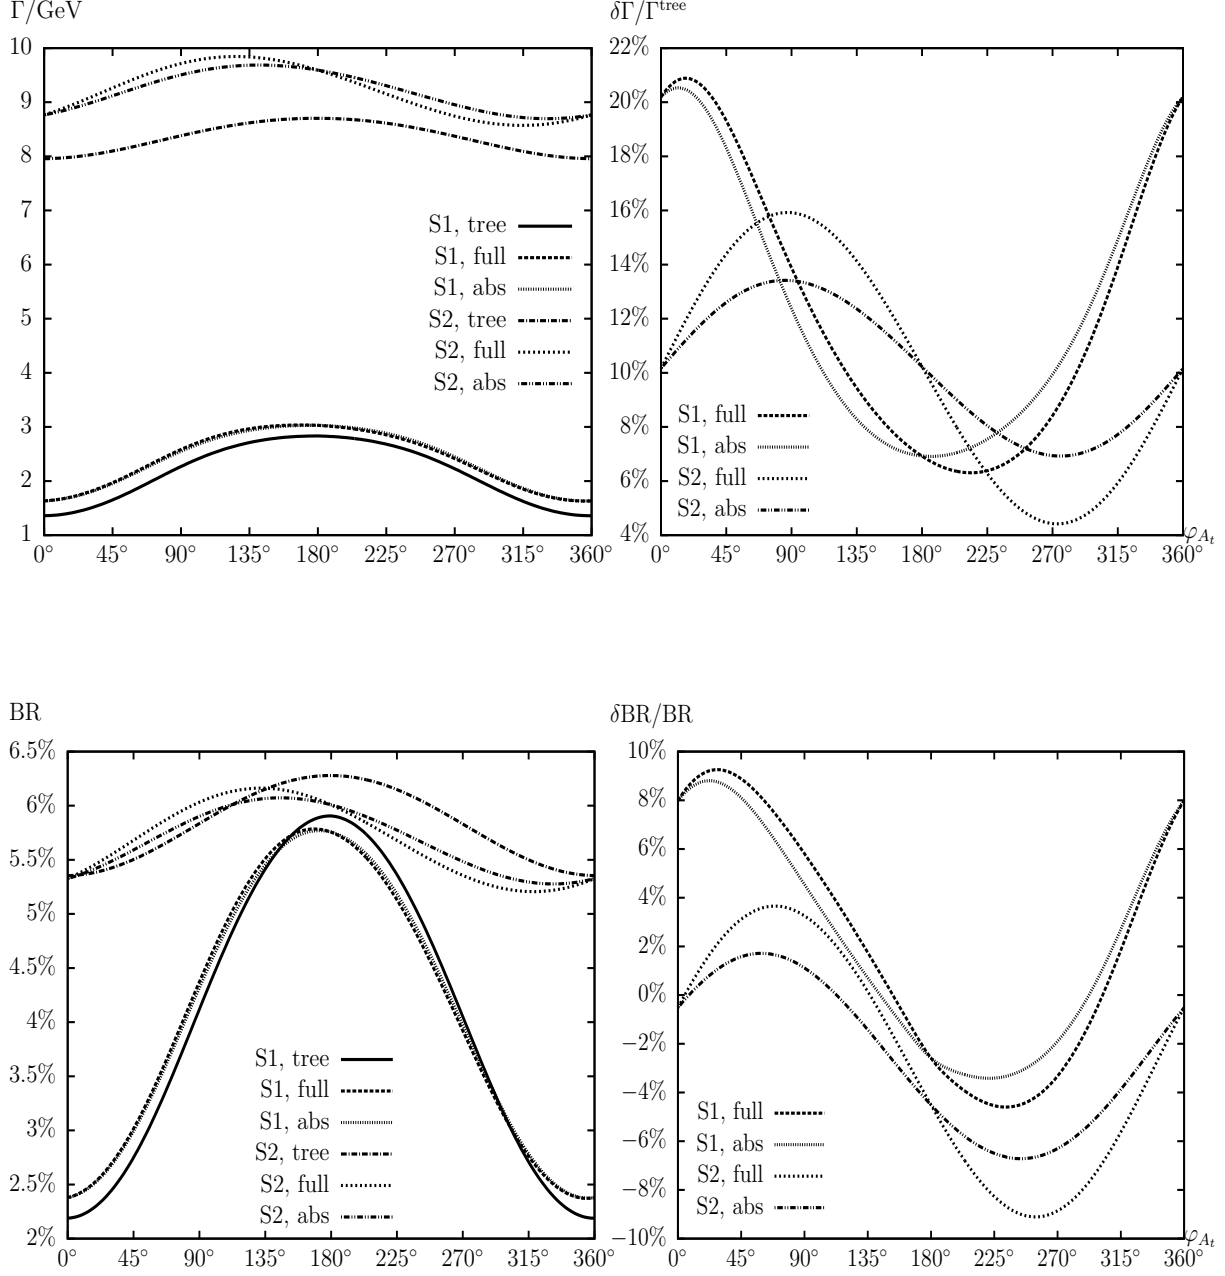 Γ/GeV
10
9
8
7
6
5
4
3
2
1
S1, tree
S1, full
S1, abs
S2, tree
S2, full
S2, abs
0° 45° 90° 135° 180° 225° 270° 315° 360°
δΓ/Γ^tree
22%
20%
18%
16%
14%
12%
10%
8%
6%
4%
S1, full
S1, abs
S2, full
S2, abs
0° 45° 90° 135° 180° 225° 270° 315° 360°
φ_{A_t}
BR
6.5%
6%
5.5%
5%
4.5%
4%
3.5%
3%
2.5%
2%
S1, tree
S1, full
S1, abs
S2, tree
S2, full
S2, abs
0° 45° 90° 135° 180° 225° 270° 315° 360°
δBR/BR
10%
8%
6%
4%
2%
0%
−2%
−4%
−6%
−8%
−10%
S1, full
S1, abs
S2, full
S2, abs
0° 45° 90° 135° 180° 225° 270° 315° 360°
φ_{A_t}